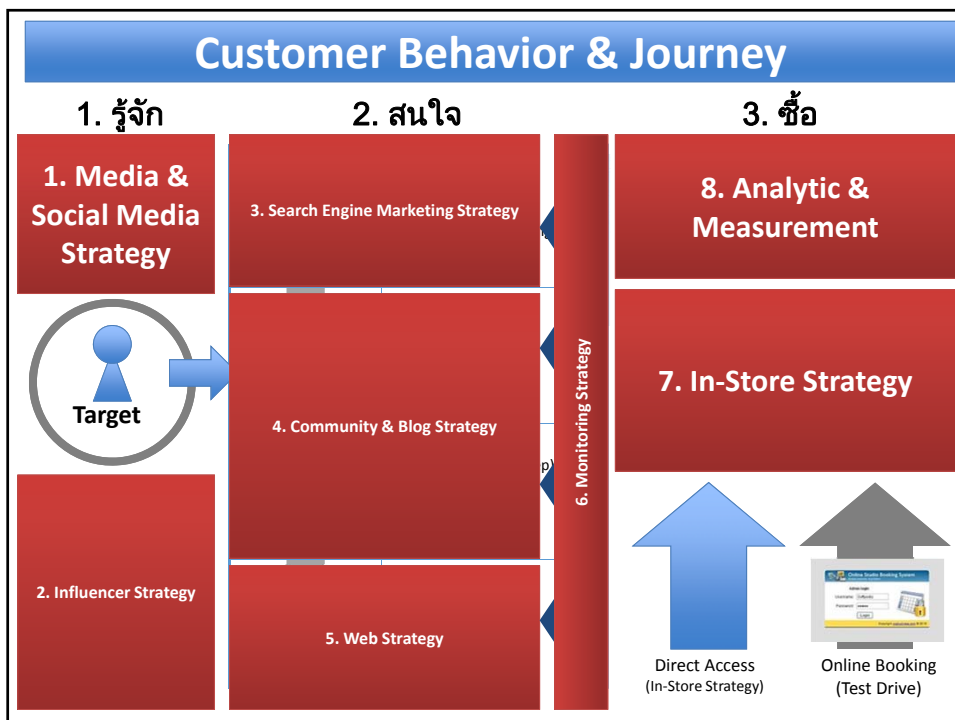 Customer Behavior & Journey
1. รู้จัก
2. สนใจ
3. ซื้อ
1. Media &
Social Media
Strategy
Target
2. Influencer Strategy
3. Search Engine Marketing Strategy
4. Community & Blog Strategy
p)
5. Web Strategy
6. Monitoring Strategy
8. Analytic &
Measurement
7. In-Store Strategy
Direct Access
(In-Store Strategy)
Online Studio Booking System
Username
Password
Login
Online Booking
(Test Drive)